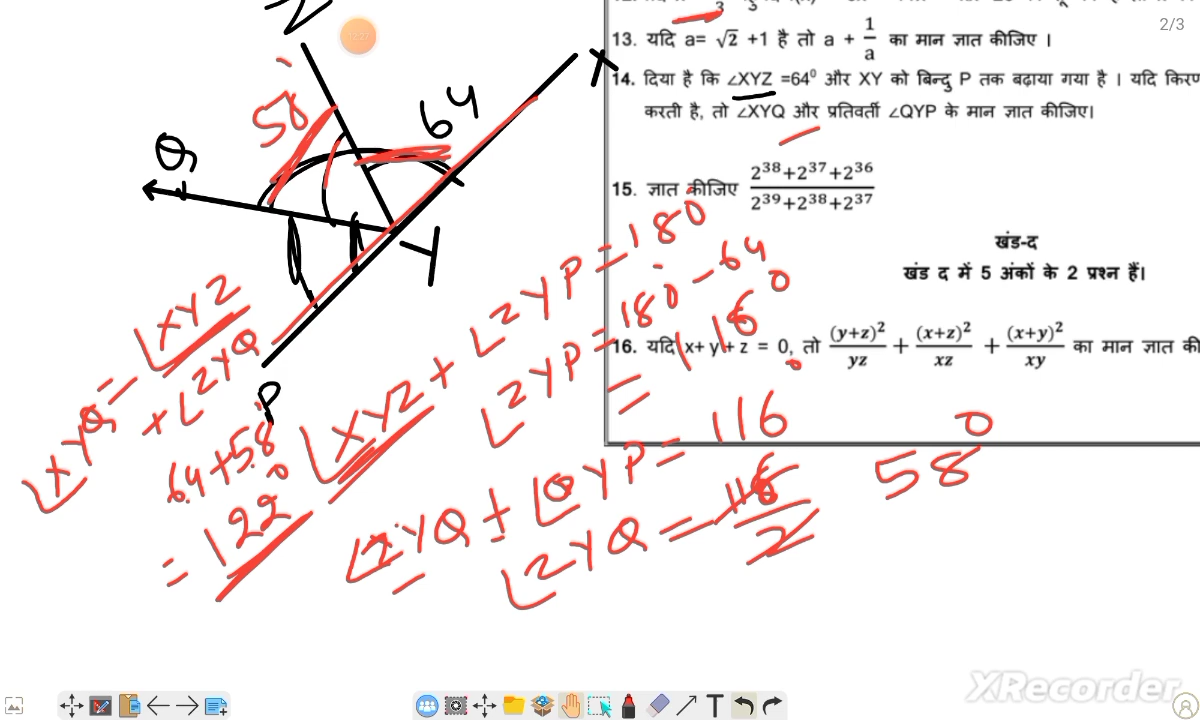 2/3
13. यदि a= √2 +1 है तो a + 1/a का मान ज्ञात कीजिए ।
14. दिया है कि ∠XYZ =64⁰ और XY को बिन्दु P तक बढ़ाया गया है । यदि किरण
करती है, तो ∠XYQ और प्रतिवर्ती ∠QYP के मान ज्ञात कीजिए।
15. ज्ञात कीजिए (2³⁸+2³⁷+2³⁶)/(2³⁹+2³⁸+2³⁷)
खंड-द
खंड द में 5 अंकों के 2 प्रश्न हैं।
16. यदि x+ y + z = 0, तो (y+z)²/yz + (x+z)²/xz + (x+y)²/xy का मान ज्ञात की
Z
X
58°
64
Q
Y
P
∠XYQ = ∠XYZ
+ ∠ZYQ
64+58°
= 122°
∠XYZ + ∠ZYP = 180
∠ZYP = 180 - 64
= 116°
∠ZYQ + ∠QYP = 116
∠ZYQ = 116/2
58°
T
XRecorder